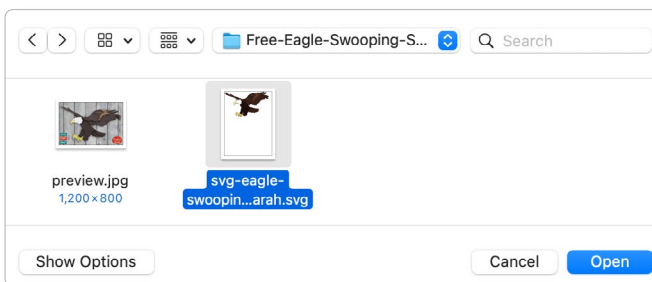 Free-Eagle-Swooping-S...
Search
preview.jpg
1,200×800
svg-eagle-
swoopin...arah.svg
Show Options
Cancel
Open